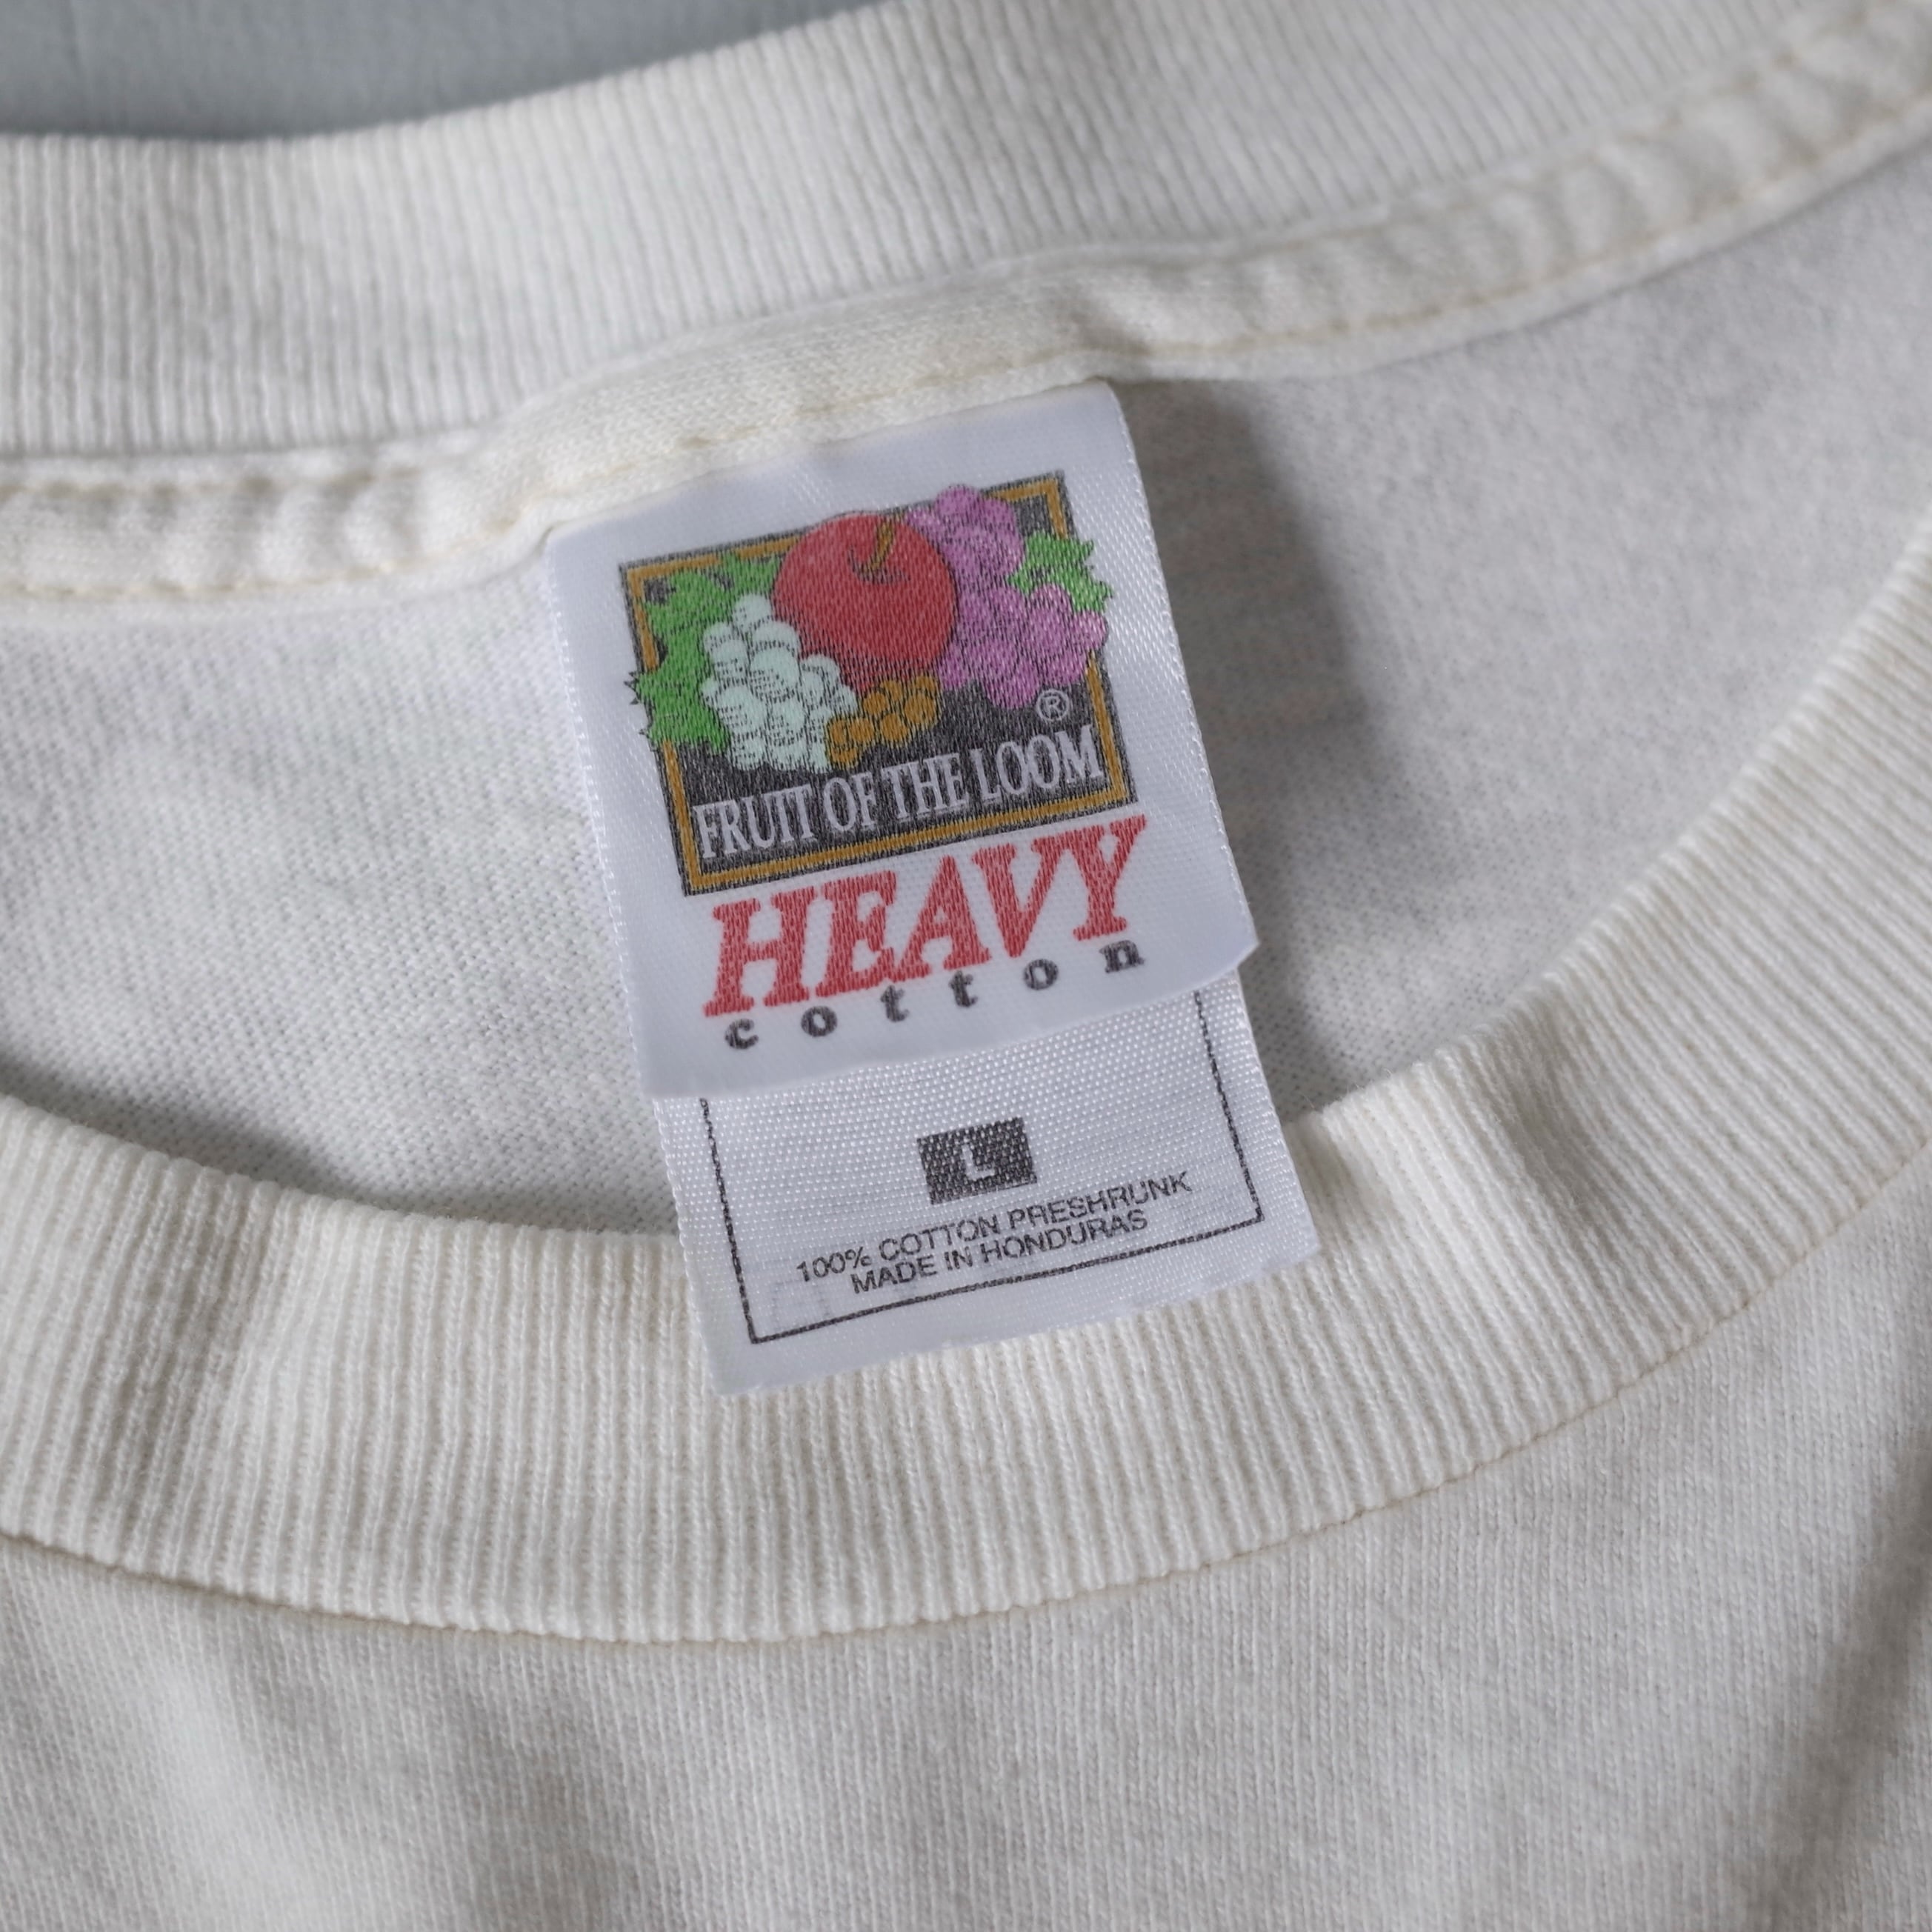 ®
FRUIT OF THE LOOM
HEAVY
cotton
L
100% COTTON PRESHRUNK
MADE IN HONDURAS